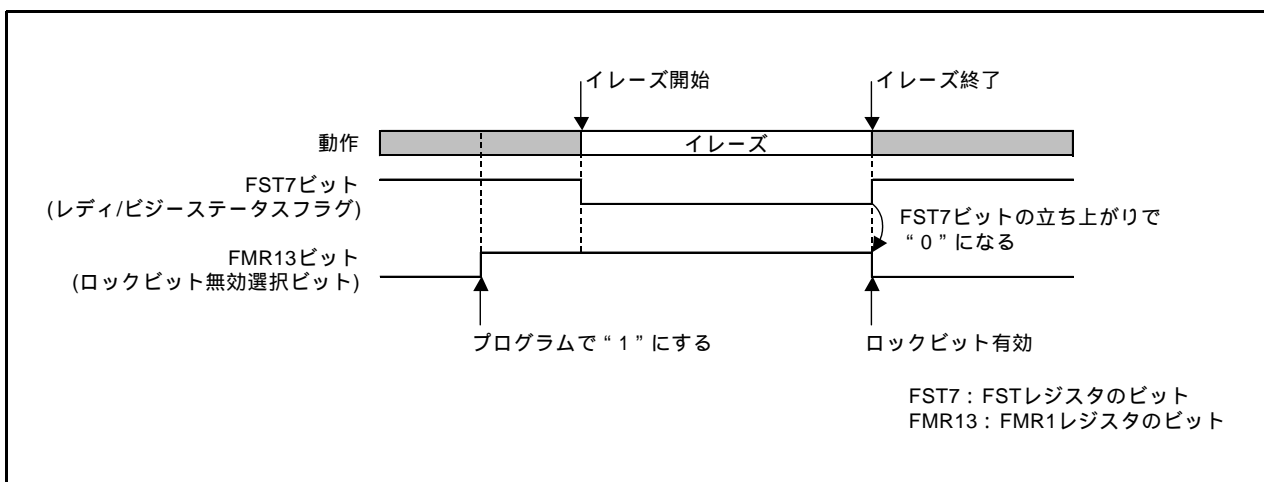 イレーズ開始
イレーズ終了
動作
イレーズ
FST7ビット
(レディ/ビジーステータスフラグ)
FST7ビットの立ち上がりで
“0”になる
FMR13ビット
(ロックビット無効選択ビット)
プログラムで“1”にする
ロックビット有効
FST7：FSTレジスタのビット
FMR13：FMR1レジスタのビット